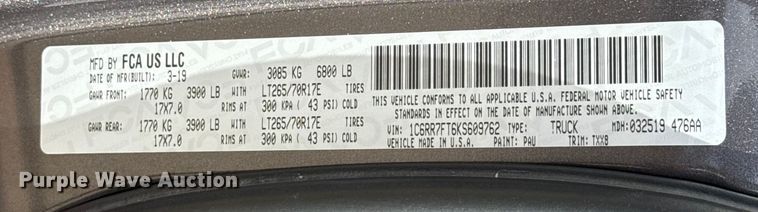 MFD BY FCA US LLC
DATE OF MFR(BUILT): 3-19 GVWR: 3085 KG 6800 LB
GAWR FRONT: 1770 KG 3900 LB LT265/70R17E TIRES
17X7.0 RIMS AT 300 KPA ( 43 PSI) COLD
GAWR REAR: 1770 KG 3900 LB LT265/70R17E TIRES
17X7.0 RIMS AT 300 KPA ( 43 PSI) COLD
THIS VEHICLE CONFORMS TO ALL APPLICABLE U.S.A. FEDERAL MOTOR VEHICLE SAFETY
STANDARDS IN EFFECT ON THE DATE OF MANUFACTURE SHOWN ABOVE.
VIN: 1C6RR7FT6KS609762 TYPE: TRUCK MDH: 032519 476AA
VEHICLE MADE IN U.S.A. PAINT: PAU TRIM: TXX8
Purple Wave Auction